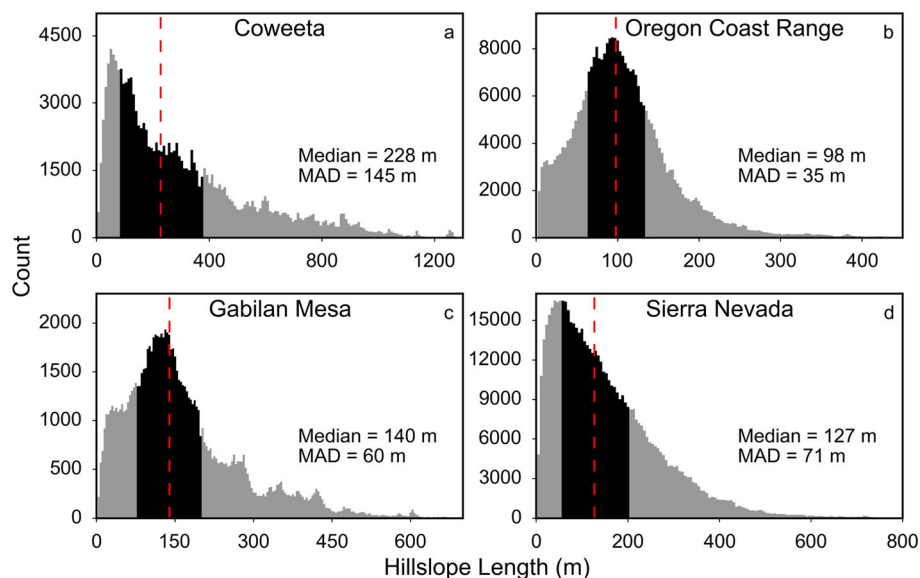 Coweeta
a
4500
3000
1500
0
Median = 228 m
MAD = 145 m
0 400 800 1200
Oregon Coast Range
b
8000
6000
4000
2000
0
Median = 98 m
MAD = 35 m
0 100 200 300 400
Count
Gabilan Mesa
c
2000
1500
1000
500
0
Median = 140 m
MAD = 60 m
0 150 300 450 600
Sierra Nevada
d
15000
12000
9000
6000
3000
0
Median = 127 m
MAD = 71 m
0 200 400 600 800
Hillslope Length (m)